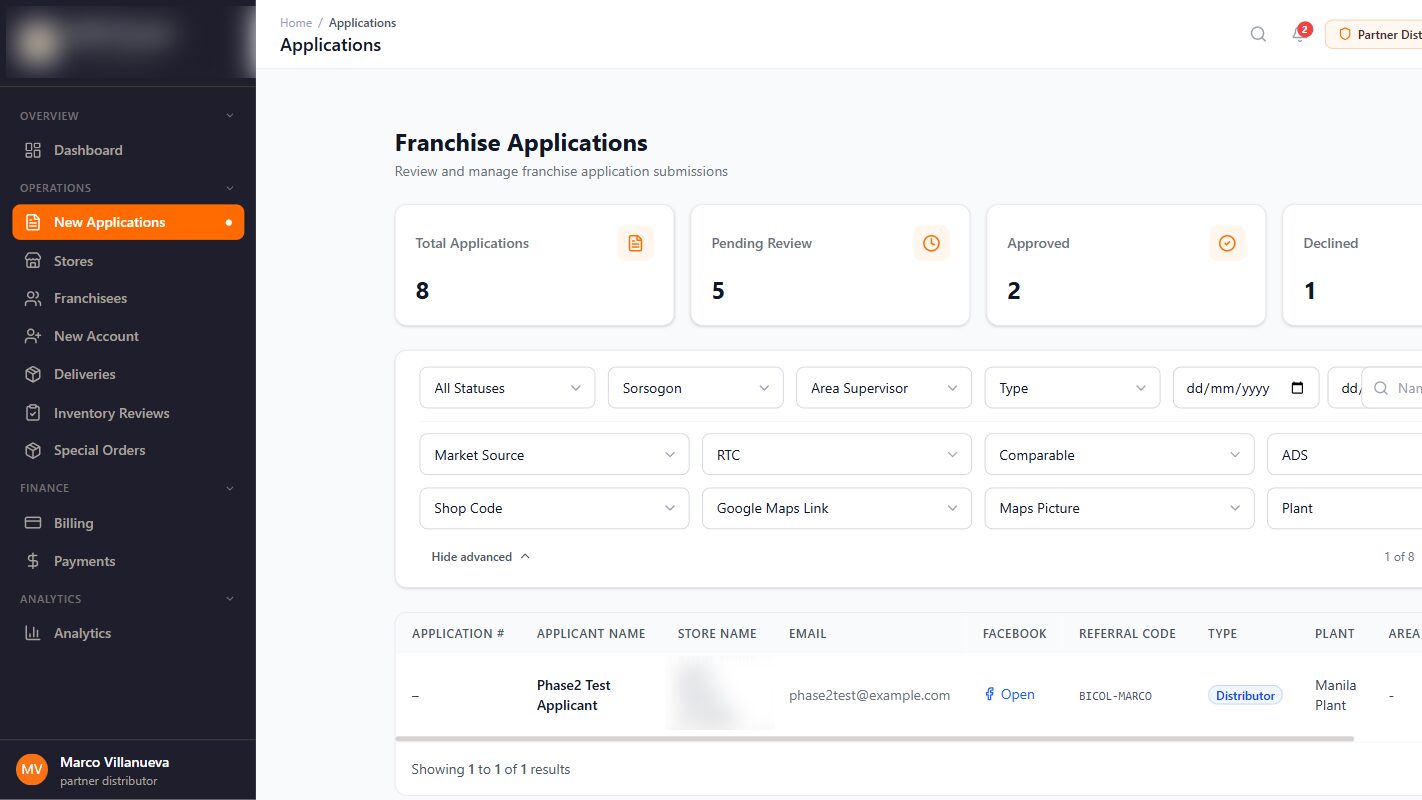 Home / Applications
Applications
2
Partner Dist
OVERVIEW
Dashboard
OPERATIONS
New Applications
Stores
Franchisees
New Account
Deliveries
Inventory Reviews
Special Orders
FINANCE
Billing
Payments
ANALYTICS
Analytics
MV
Marco Villanueva
partner distributor
Franchise Applications
Review and manage franchise application submissions
Total Applications
8
Pending Review
5
Approved
2
Declined
1
All Statuses
Sorsogon
Area Supervisor
Type
dd/mm/yyyy
dd/
Nam
Market Source
RTC
Comparable
ADS
Shop Code
Google Maps Link
Maps Picture
Plant
Hide advanced
1 of 8
APPLICATION # APPLICANT NAME STORE NAME EMAIL FACEBOOK REFERRAL CODE TYPE PLANT AREA
– Phase2 Test
Applicant
phase2test@example.com
Open
BICOL-MARCO
Distributor
Manila
Plant
-
Showing 1 to 1 of 1 results